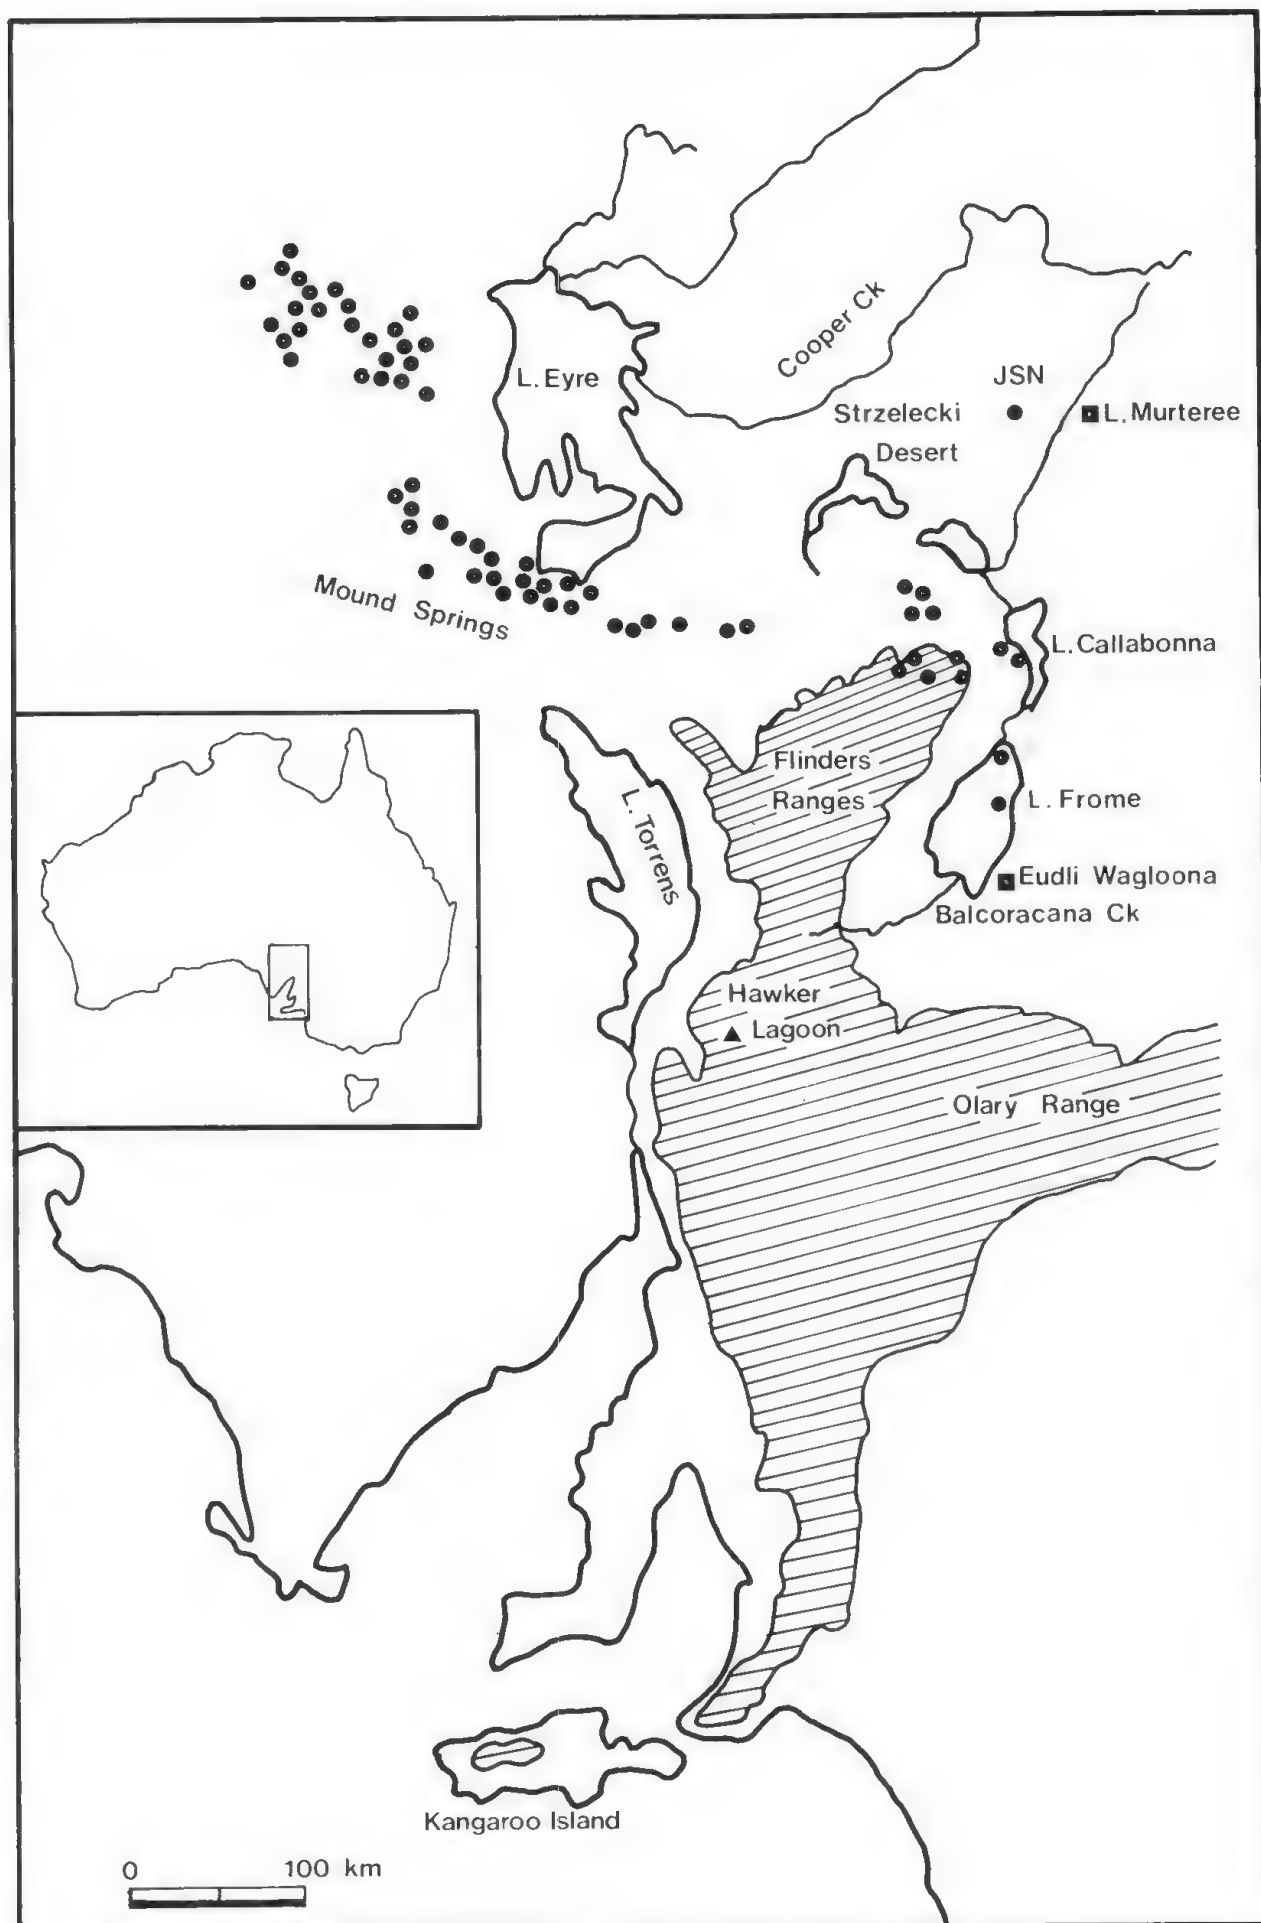 Cooper Ck
L. Eyre
JSN
Strzelecki
Desert
L. Murteree
Mound Springs
L. Callabonna
Flinders
Ranges
L. Torrens
L. Frome
Eudli Wagloona
Balcoracana Ck
Hawker
Lagoon
Olary Range
Kangaroo Island
0 100 km